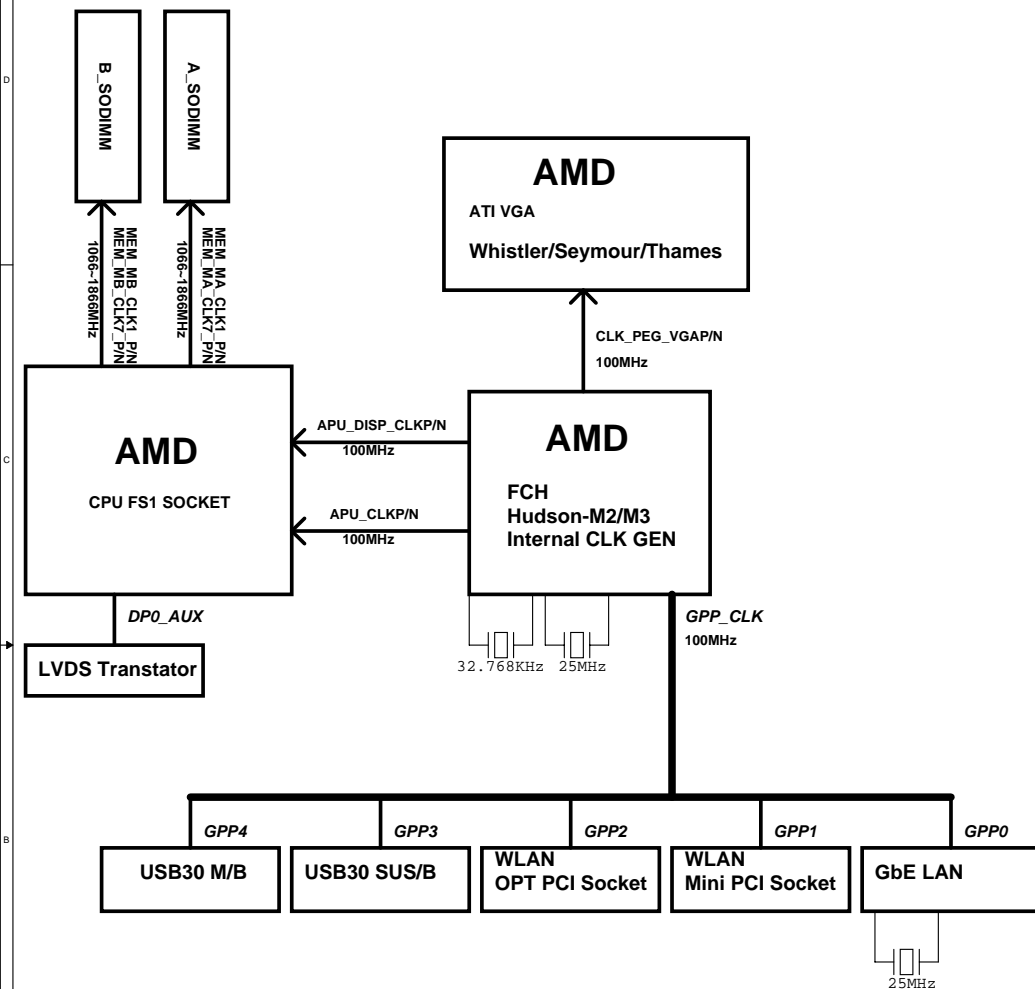 D
B_SODIMM
A_SODIMM
MEM_MB_CLK1_P/N
MEM_MB_CLK7_P/N
1066~1866MHz
MEM_MA_CLK1_P/N
MEM_MA_CLK7_P/N
1066~1866MHz
AMD
ATI VGA
Whistler/Seymour/Thames
CLK_PEG_VGAP/N
100MHz
C
AMD
CPU FS1 SOCKET
APU_DISP_CLKP/N
100MHz
APU_CLKP/N
100MHz
AMD
FCH
Hudson-M2/M3
Internal CLK GEN
DP0_AUX
LVDS Transtator
32.768KHz
25MHz
GPP_CLK
100MHz
B
GPP4
GPP3
GPP2
GPP1
GPP0
USB30 M/B
USB30 SUS/B
WLAN
OPT PCI Socket
WLAN
Mini PCI Socket
GbE LAN
25MHz